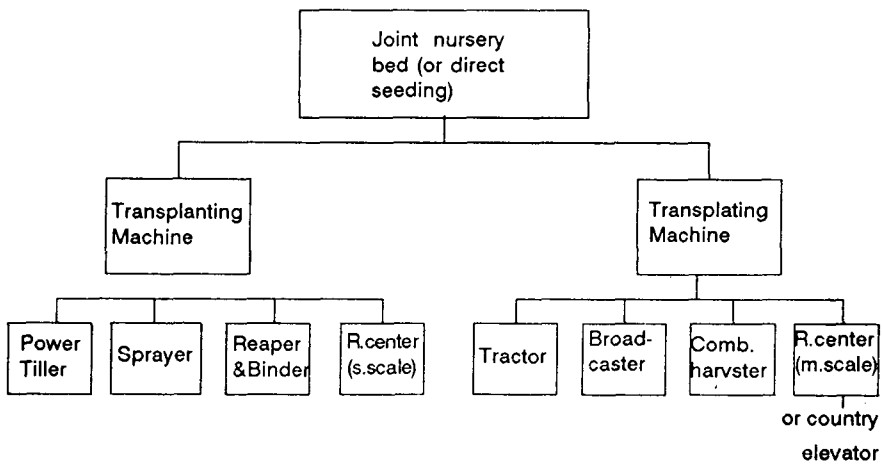 Joint nursery
bed (or direct
seeding)
Transplanting
Machine
Transplating
Machine
Power
Tiller
Sprayer
Reaper
&Binder
R.center
(s.scale)
Tractor
Broad-
caster
Comb.
harvster
R.center
(m.scale)
or country
elevator